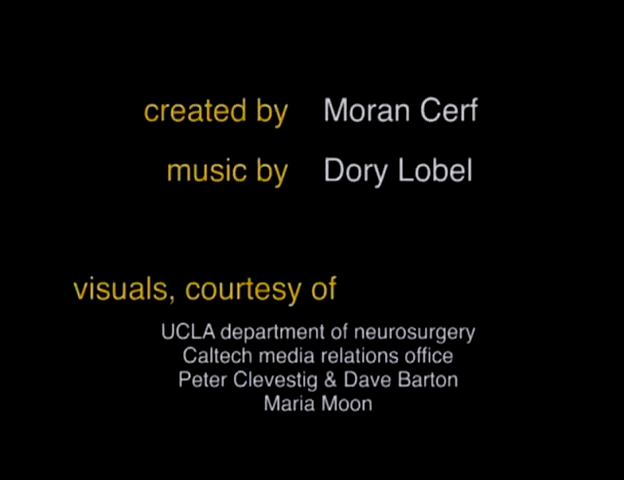 created by Moran Cerf
music by Dory Lobel
visuals, courtesy of
UCLA department of neurosurgery
Caltech media relations office
Peter Clevestig & Dave Barton
Maria Moon